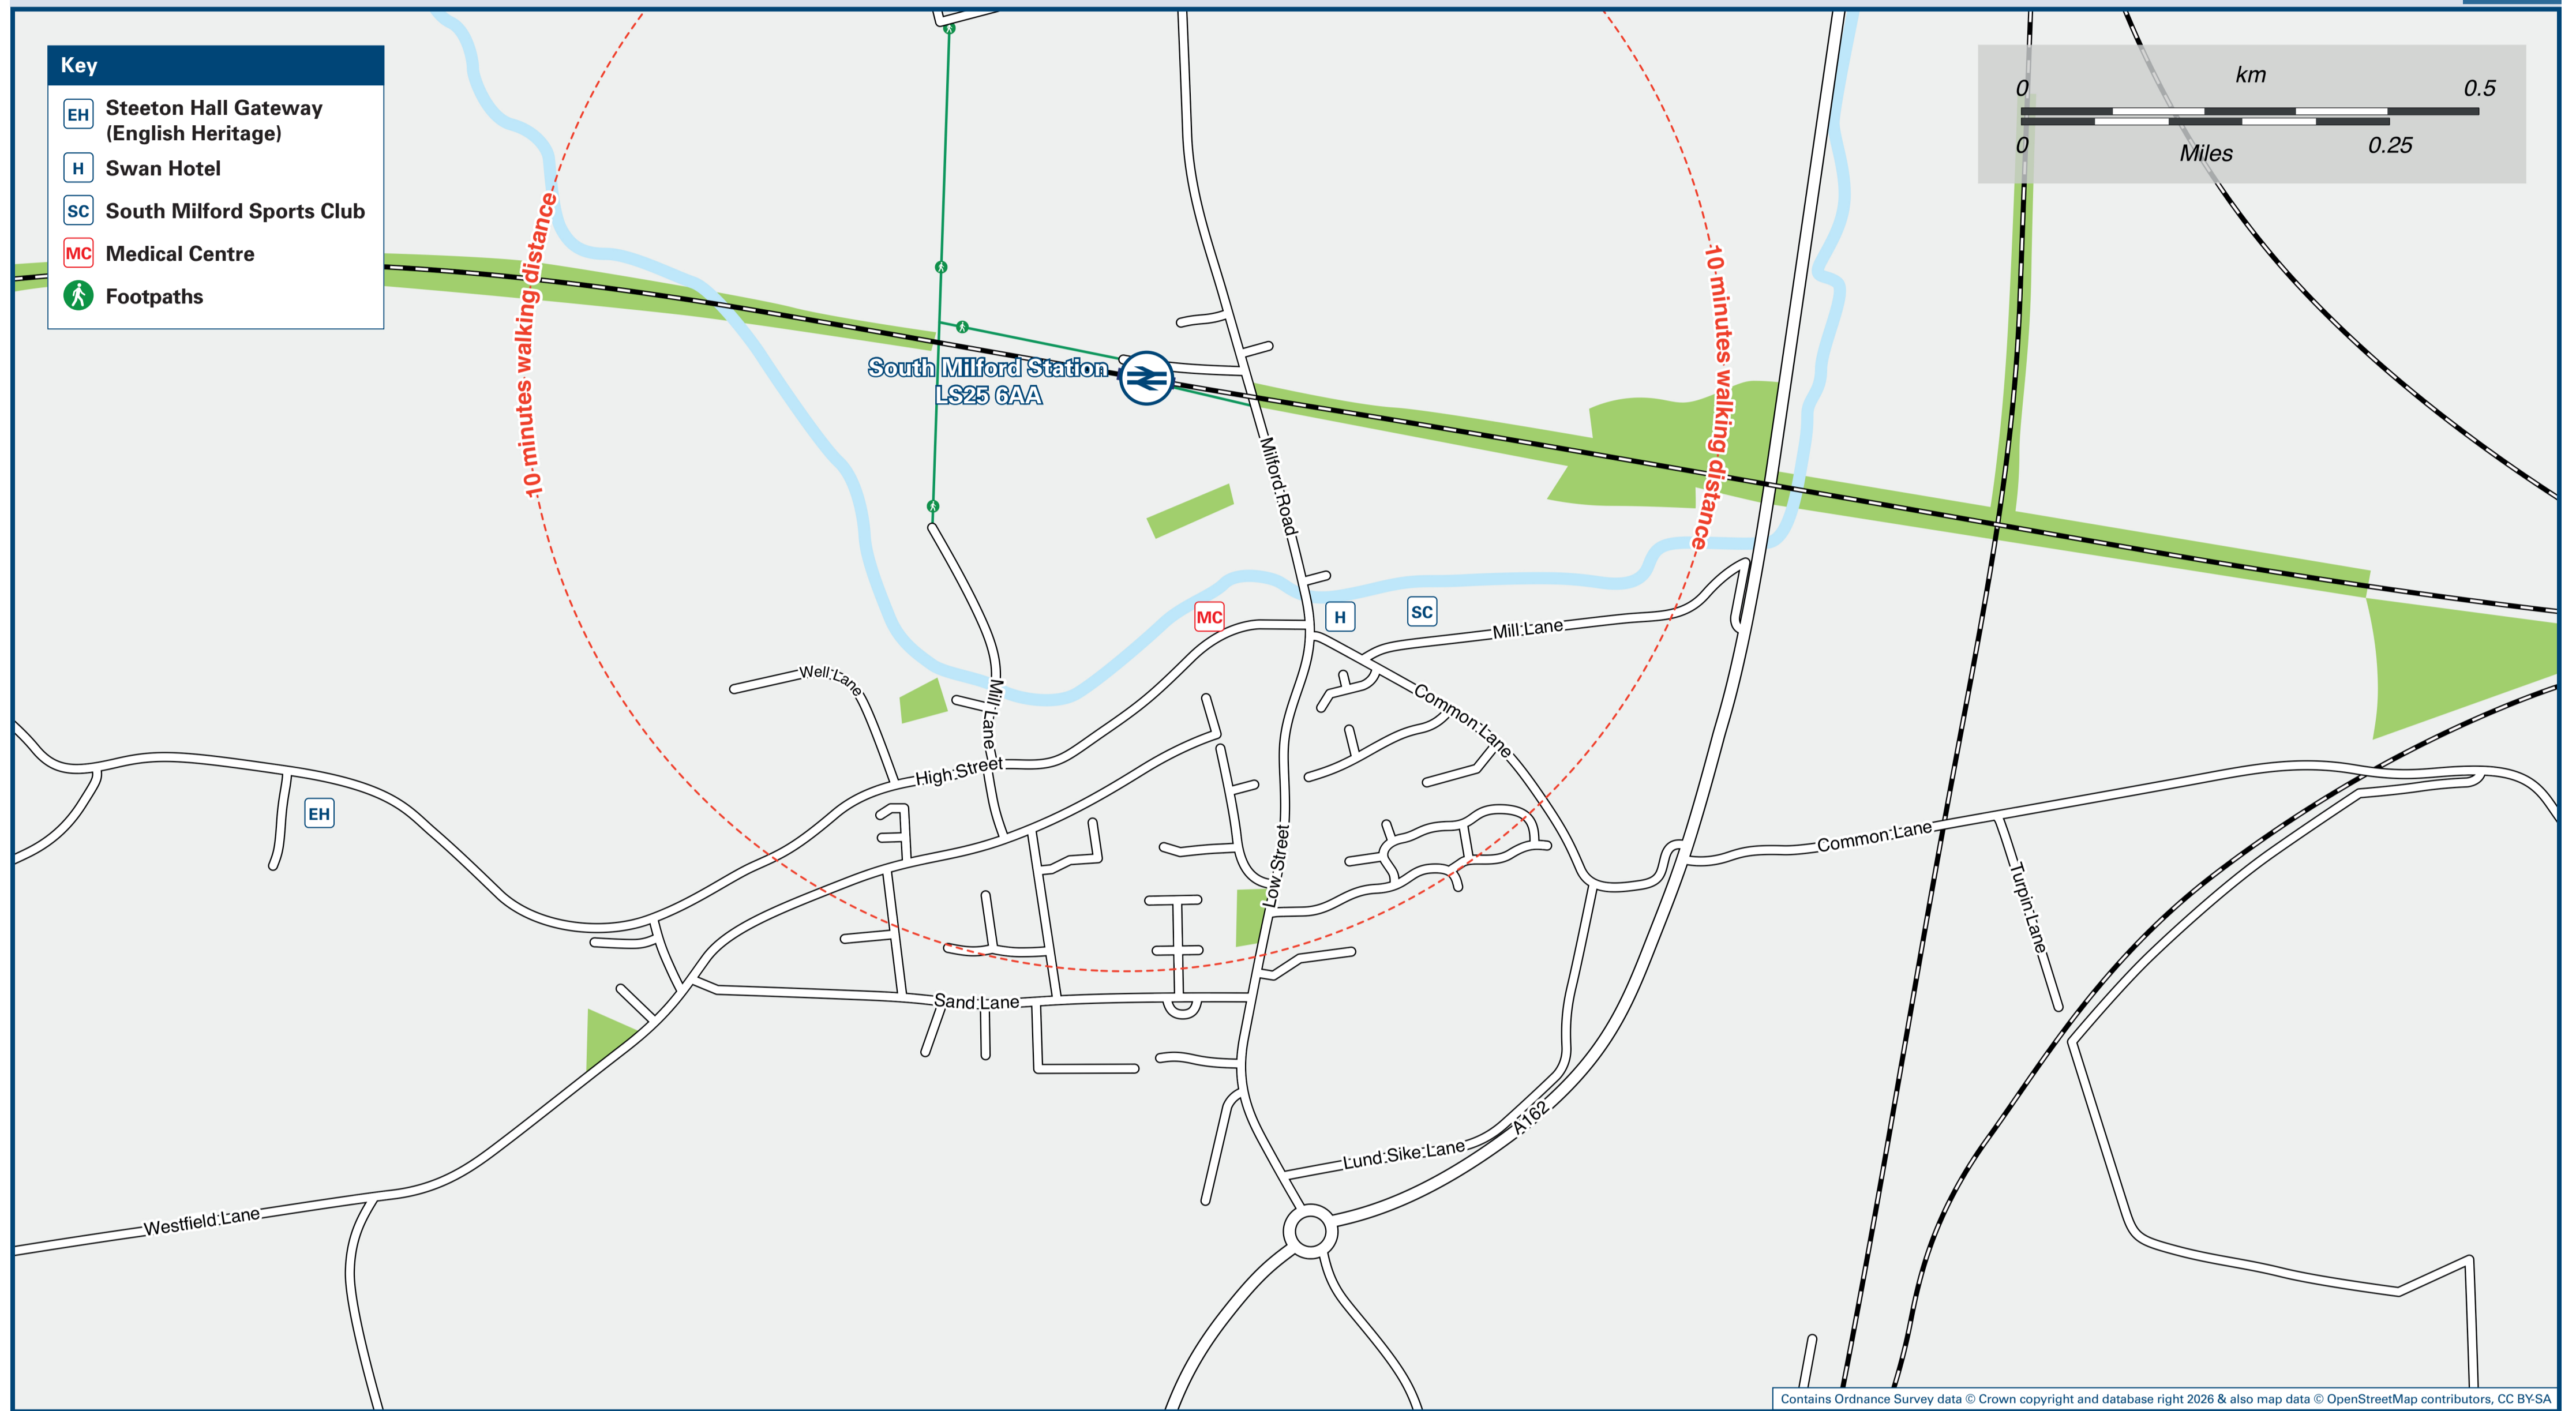 Key
EH
Steeton Hall Gateway
(English Heritage)
H
Swan Hotel
SC
South Milford Sports Club
MC
Medical Centre
Footpaths
km
0
0.5
0
0.25
Miles
10 minutes walking distance
10 minutes walking distance
South Milford Station
LS25 6AA
Milford Road
MC
H
SC
Mill Lane
Well Lane
Mill Lane
Common Lane
High Street
EH
Low Street
Common Lane
Turpin Lane
Sand Lane
A162
Lund Sike Lane
Westfield Lane
Contains Ordnance Survey data © Crown copyright and database right 2026 & also map data © OpenStreetMap contributors, CC BY-SA